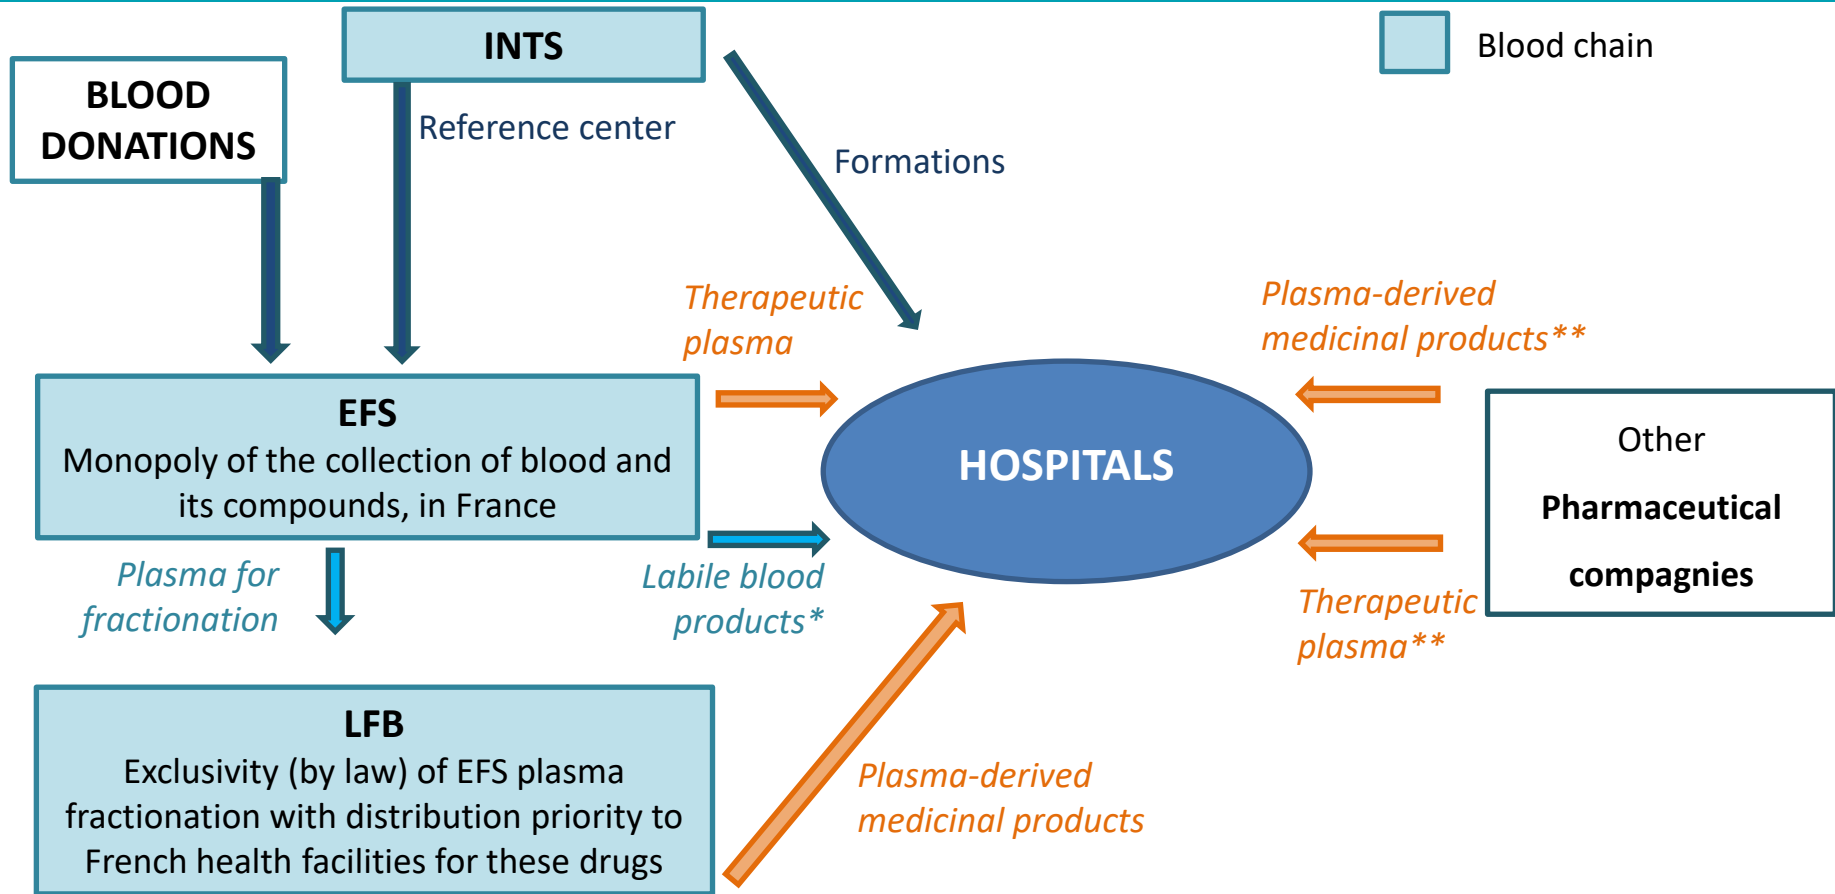 INTS
Blood chain
BLOOD
DONATIONS
Reference center
Formations
Therapeutic
plasma
Plasma-derived
medicinal products**
EFS
Monopoly of the collection of blood and
its compounds, in France
HOSPITALS
Other
Pharmaceutical
compagnies
Plasma for
fractionation
Labile blood
products*
Therapeutic
plasma**
LFB
Exclusivity (by law) of EFS plasma
fractionation with distribution priority to
French health facilities for these drugs
Plasma-derived
medicinal products